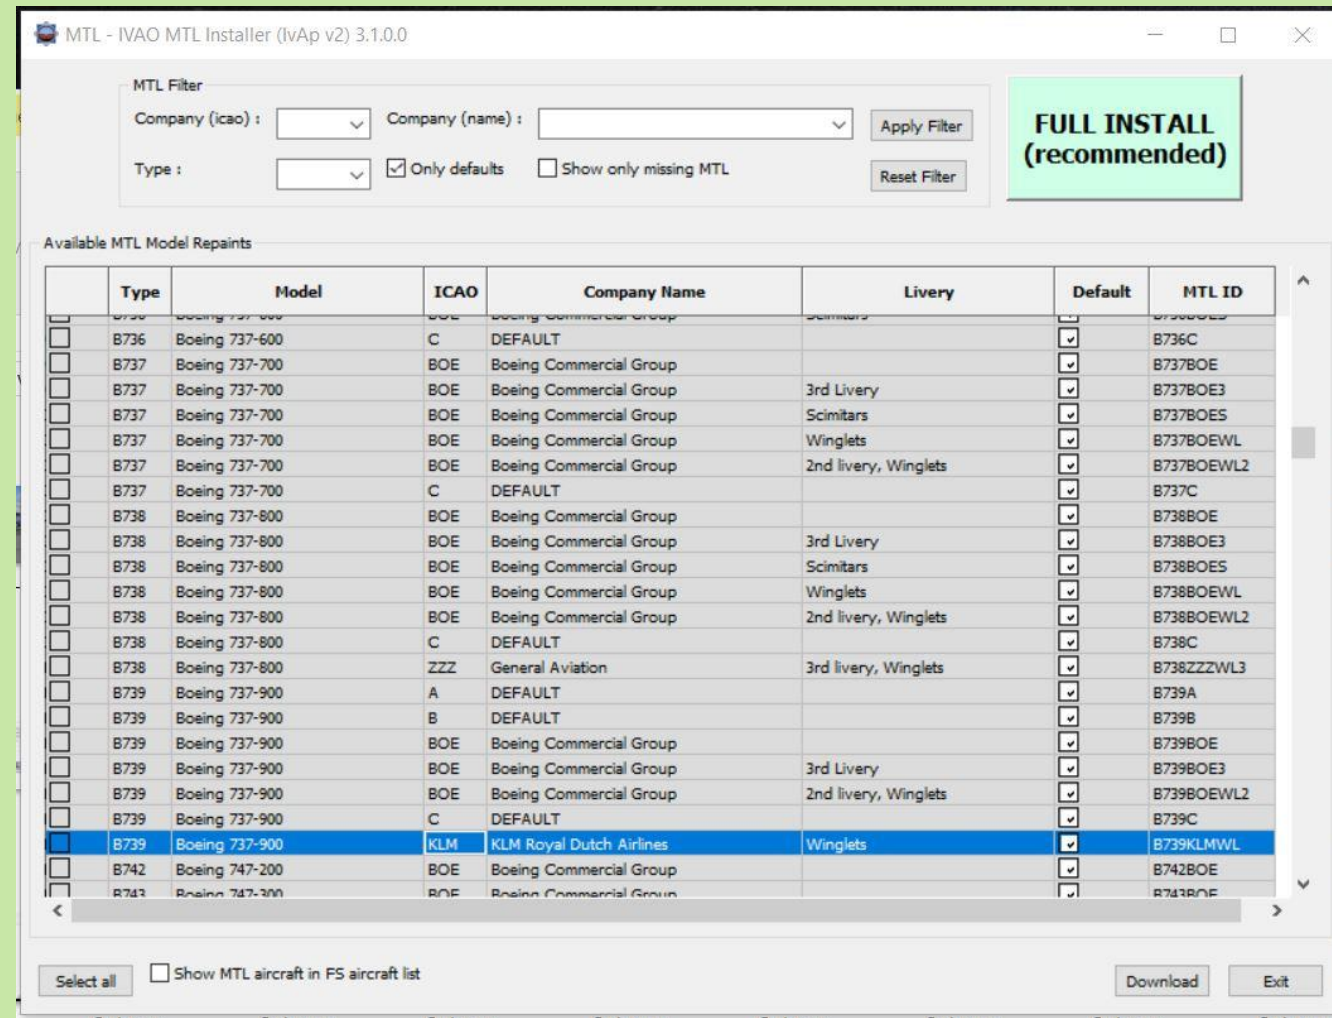 MTL - IVAO MTL Installer (IvAp v2) 3.1.0.0
MTL Filter
Company (icao) : Company (name) : Apply Filter
Type : Only defaults Show only missing MTL Reset Filter
FULL INSTALL
(recommended)
Available MTL Model Repaints
Type Model ICAO Company Name Livery Default MTL ID
B736 Boeing 737-600 C DEFAULT B736C
B737 Boeing 737-700 BOE Boeing Commercial Group B737BOE
B737 Boeing 737-700 BOE Boeing Commercial Group 3rd Livery B737BOE3
B737 Boeing 737-700 BOE Boeing Commercial Group Scimitars B737BOES
B737 Boeing 737-700 BOE Boeing Commercial Group Winglets B737BOEWL
B737 Boeing 737-700 BOE Boeing Commercial Group 2nd livery, Winglets B737BOEWL2
B737 Boeing 737-700 C DEFAULT B737C
B738 Boeing 737-800 BOE Boeing Commercial Group B738BOE
B738 Boeing 737-800 BOE Boeing Commercial Group 3rd Livery B738BOE3
B738 Boeing 737-800 BOE Boeing Commercial Group Scimitars B738BOES
B738 Boeing 737-800 BOE Boeing Commercial Group Winglets B738BOEWL
B738 Boeing 737-800 BOE Boeing Commercial Group 2nd livery, Winglets B738BOEWL2
B738 Boeing 737-800 C DEFAULT B738C
B738 Boeing 737-800 ZZZ General Aviation 3rd livery, Winglets B738ZZZWL3
B739 Boeing 737-900 A DEFAULT B739A
B739 Boeing 737-900 B DEFAULT B739B
B739 Boeing 737-900 BOE Boeing Commercial Group B739BOE
B739 Boeing 737-900 BOE Boeing Commercial Group 3rd Livery B739BOE3
B739 Boeing 737-900 BOE Boeing Commercial Group 2nd livery, Winglets B739BOEWL2
B739 Boeing 737-900 C DEFAULT B739C
B739 Boeing 737-900 KLM KLM Royal Dutch Airlines Winglets B739KLMWL
B742 Boeing 747-200 BOE Boeing Commercial Group B742BOE
B743 Boeing 747-300 BOE Boeing Commercial Group B743BOE
Select all Show MTL aircraft in FS aircraft list Download Exit